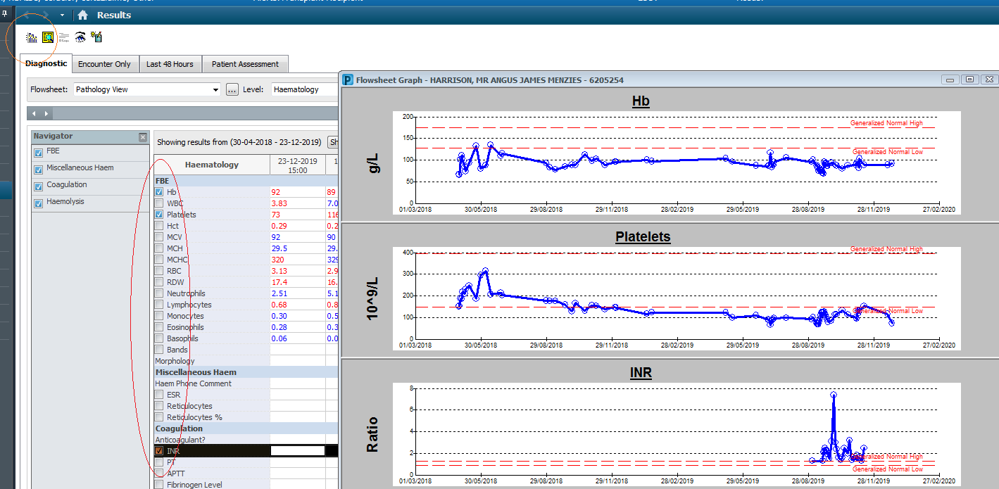 Results
Diagnostic
Encounter Only
Last 48 Hours
Patient Assessment
Flowsheet: Pathology View ... Level: Haematology
Navigator
FBE
Miscellaneous Haem
Coagulation
Haemolysis
Showing results from (30-04-2018 - 23-12-2019) Sh
Haematology 23-12-2019 1
15:00
FBE
Hb 92 89
WBC 3.83 7.0
Platelets 73 116
Hct 0.29 0.2
MCV 92 90
MCH 29.5 29.
MCHC 320 329
RBC 3.13 2.9
RDW 17.4 16.
Neutrophils 2.51 5.1
Lymphocytes 0.68 0.8
Monocytes 0.30 0.5
Eosinophils 0.28 0.3
Basophils 0.06 0.0
Bands
Morphology
Miscellaneous Haem
Haem Phone Comment
ESR
Reticulocytes
Reticulocytes %
Coagulation
Anticoagulant?
INR
PT
APTT
Fibrinogen Level
Flowsheet Graph - HARRISON, MR ANGUS JAMES MENZIES - 6205254
Hb
g/L
200
150
100
50
0
Generalized Normal High
Generalized Normal Low
01/03/2018 30/05/2018 29/08/2018 29/11/2018 28/02/2019 29/05/2019 28/08/2019 28/11/2019 27/02/2020
Platelets
10^9/L
400
300
200
100
0
Generalized Normal High
Generalized Normal Low
01/03/2018 30/05/2018 29/08/2018 29/11/2018 28/02/2019 29/05/2019 28/08/2019 28/11/2019 27/02/2020
INR
Ratio
8
6
4
2
0
Generalized Normal High
Generalized Normal Low
01/03/2018 30/05/2018 29/08/2018 29/11/2018 28/02/2019 29/05/2019 28/08/2019 28/11/2019 27/02/2020